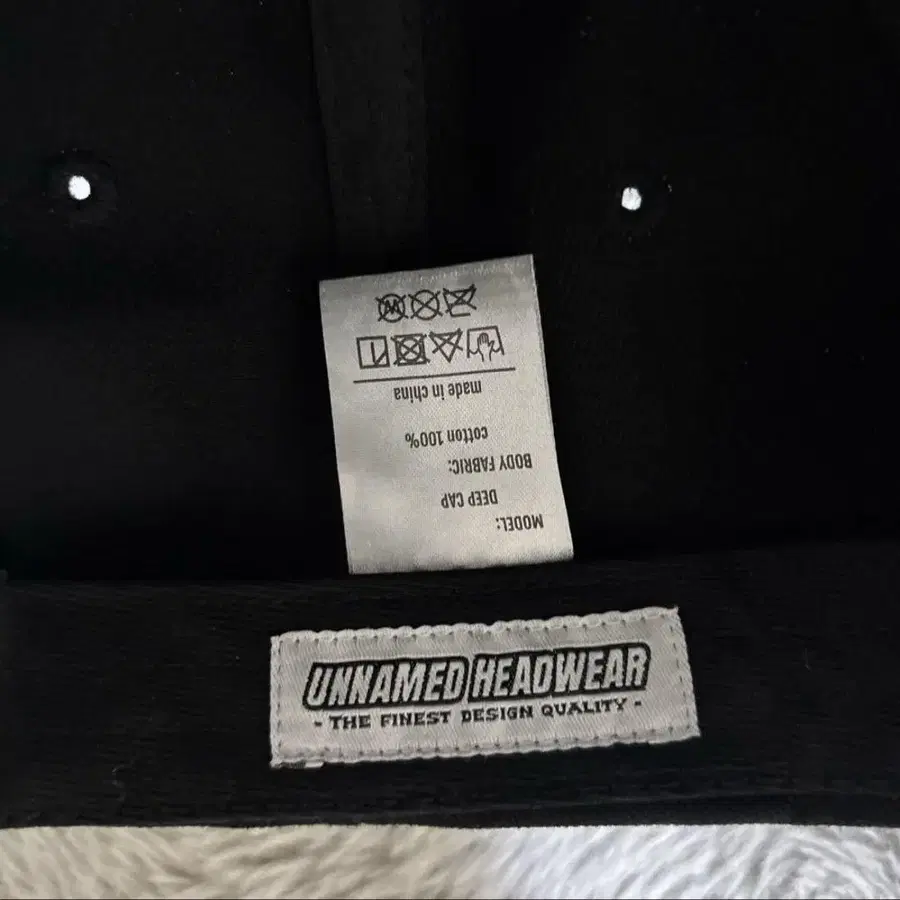 MODEL:
DEEP CAP
BODY FABRIC:
cotton 100%
made in china
UNNAMED HEADWEAR
- THE FINEST DESIGN QUALITY -